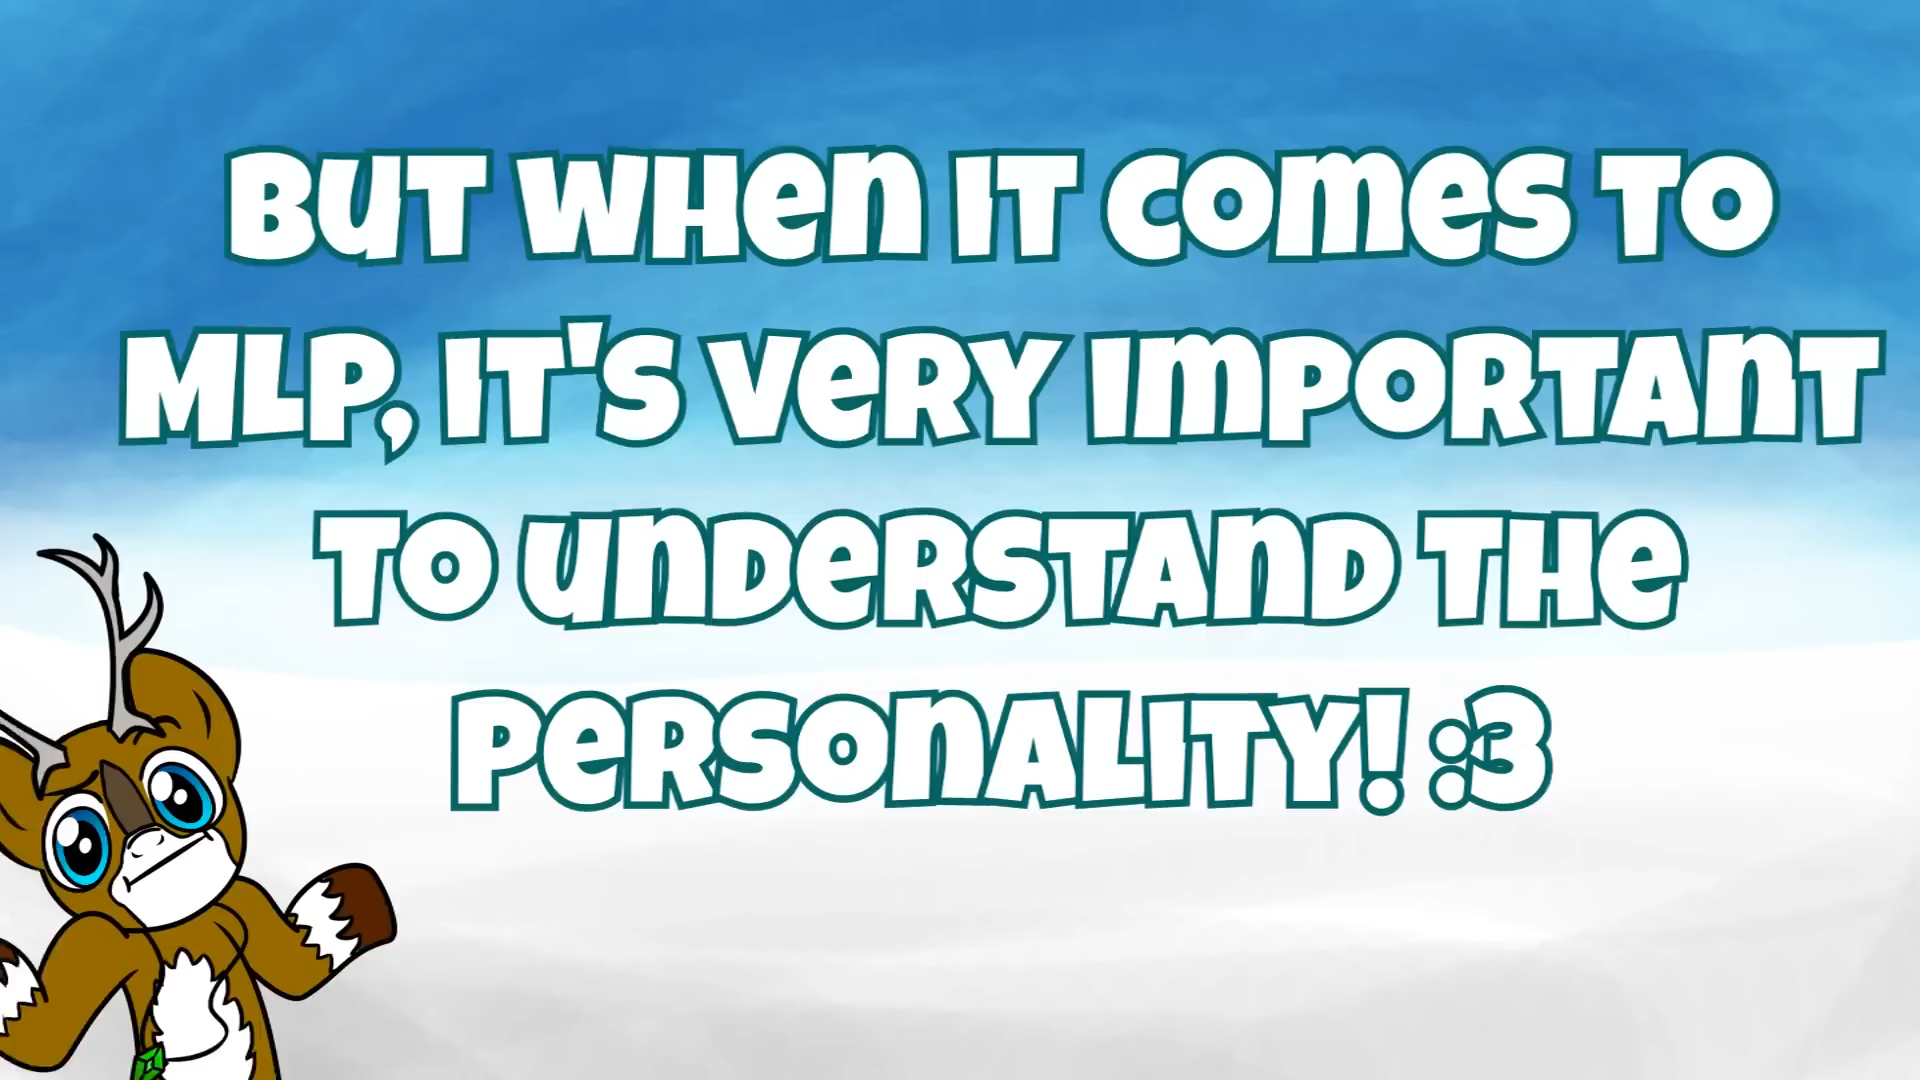 But when it comes to
MLP, it's very important
to understand the
personality! :3